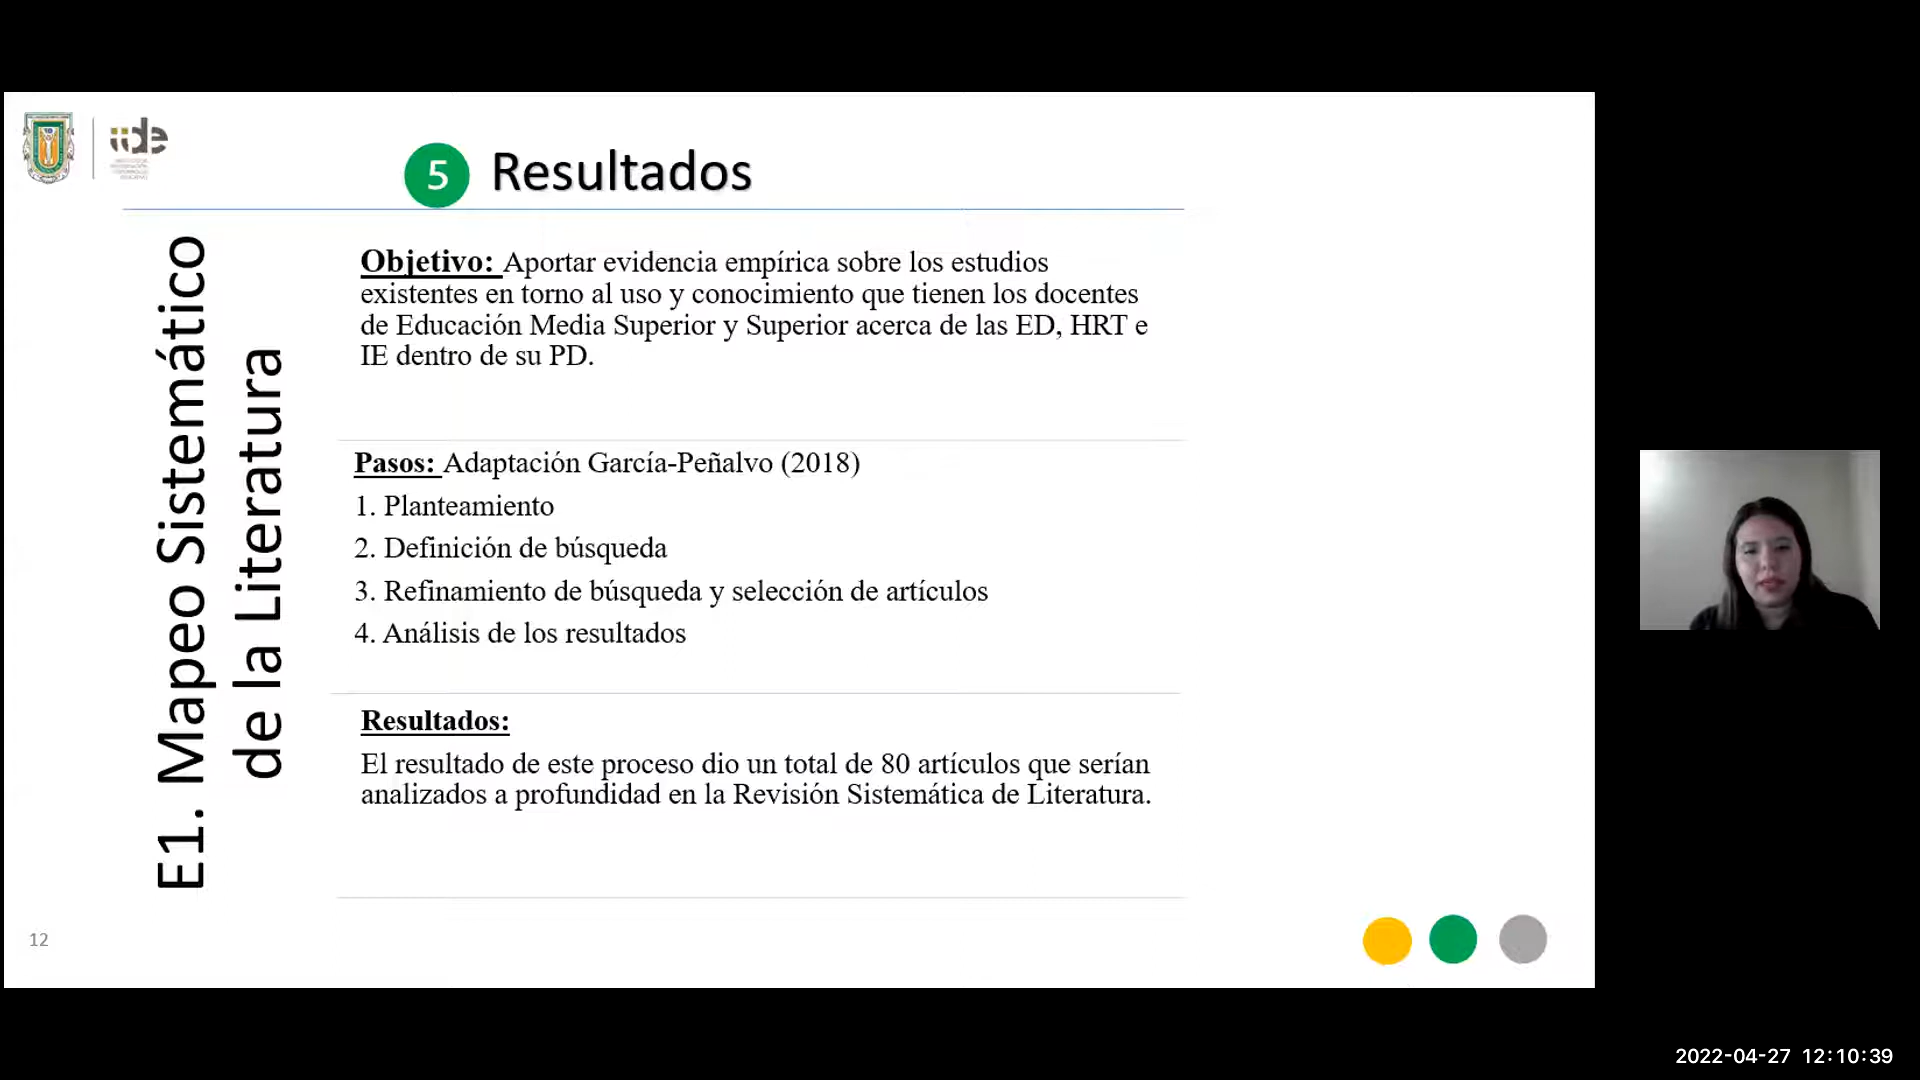 iide
5 Resultados
E1. Mapeo Sistemático
de la Literatura
Objetivo: Aportar evidencia empírica sobre los estudios
existentes en torno al uso y conocimiento que tienen los docentes
de Educación Media Superior y Superior acerca de las ED, HRT e
IE dentro de su PD.
Pasos: Adaptación García-Peñalvo (2018)
1. Planteamiento
2. Definición de búsqueda
3. Refinamiento de búsqueda y selección de artículos
4. Análisis de los resultados
Resultados:
El resultado de este proceso dio un total de 80 artículos que serían
analizados a profundidad en la Revisión Sistemática de Literatura.
12
2022-04-27 12:10:39